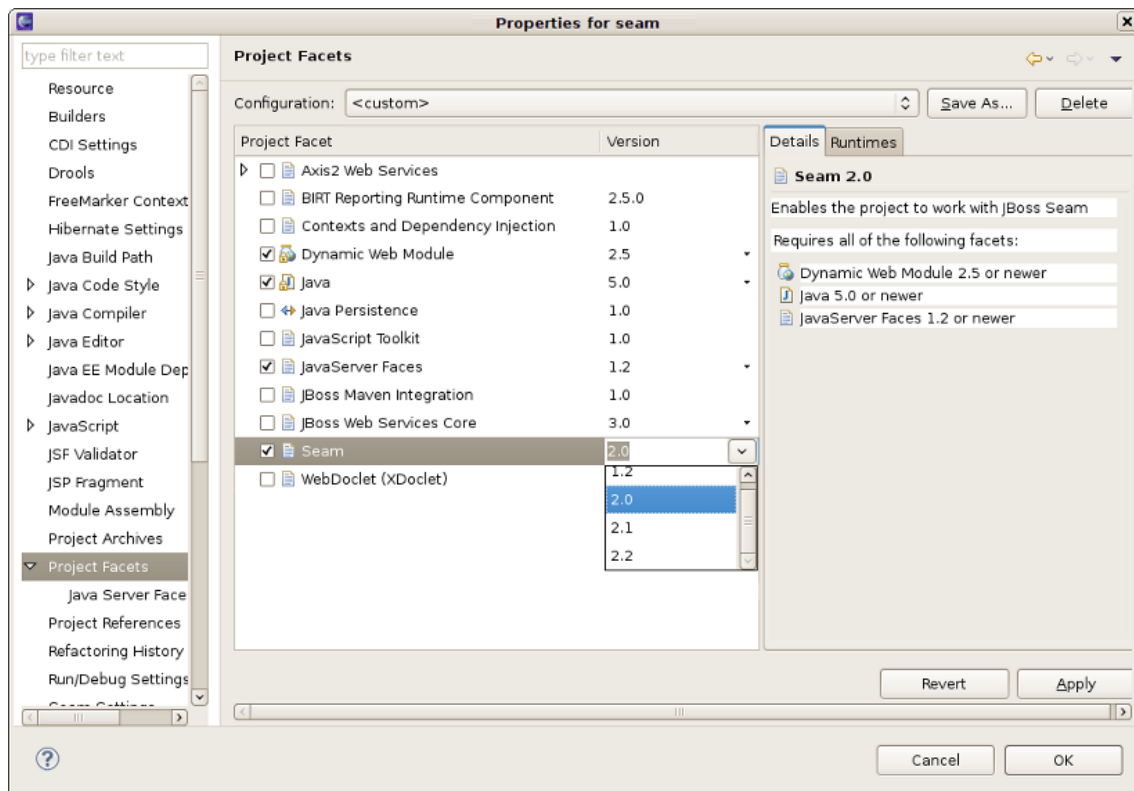 Properties for seam
type filter text
Resource
Builders
CDI Settings
Drools
FreeMarker Context
Hibernate Settings
Java Build Path
Java Code Style
Java Compiler
Java Editor
Java EE Module Dep
Javadoc Location
JavaScript
JSF Validator
JSP Fragment
Module Assembly
Project Archives
Project Facets
Java Server Face
Project References
Refactoring History
Run/Debug Settings
Seam Settings
Project Facets
Configuration: <custom> Save As... Delete
Project Facet Version
Axis2 Web Services
BIRT Reporting Runtime Component 2.5.0
Contexts and Dependency Injection 1.0
Dynamic Web Module 2.5
Java 5.0
Java Persistence 1.0
JavaScript Toolkit 1.0
JavaServer Faces 1.2
JBoss Maven Integration 1.0
JBoss Web Services Core 3.0
Seam 2.0
WebDoclet (XDoclet)
1.2
2.0
2.1
2.2
Details Runtimes
Seam 2.0
Enables the project to work with JBoss Seam
Requires all of the following facets:
Dynamic Web Module 2.5 or newer
Java 5.0 or newer
JavaServer Faces 1.2 or newer
Revert Apply
Cancel OK